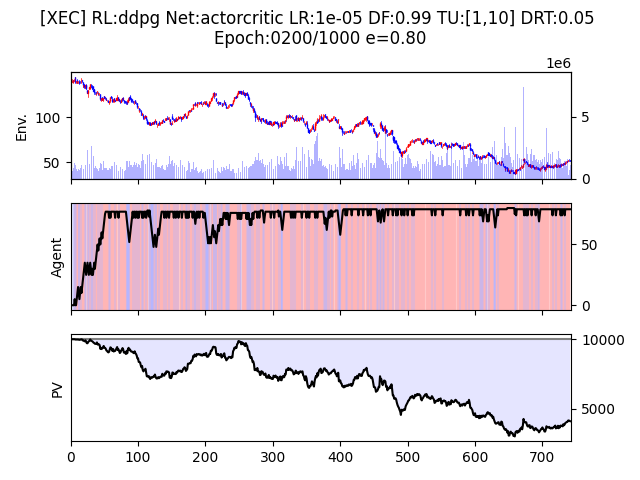 [XEC] RL:ddpg Net:actorcritic LR:1e-05 DF:0.99 TU:[1,10] DRT:0.05
Epoch:0200/1000 e=0.80
1e6
Env.
100
50
5
0
Agent
50
0
PV
10000
5000
0 100 200 300 400 500 600 700